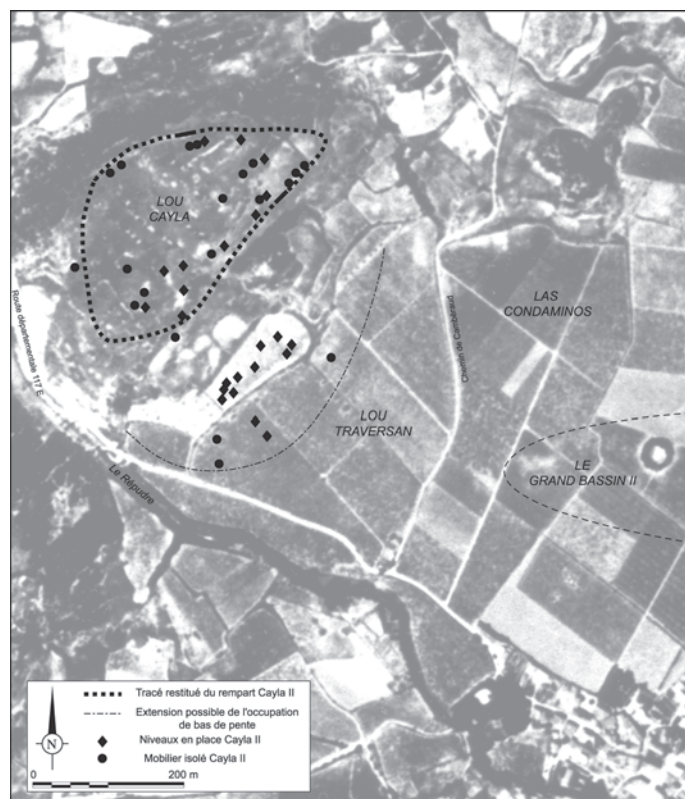 LOU
CAYLA
LAS
CONDAMINOS
Route départementale 117 E
Chemin de Cambéraud
LOU
TRAVERSAN
LE
GRAND BASSIN II
Le Répudre
Tracé restitué du rempart Cayla II
Extension possible de l'occupation
de bas de pente
Niveaux en place Cayla II
Mobilier isolé Cayla II
N
0
200 m